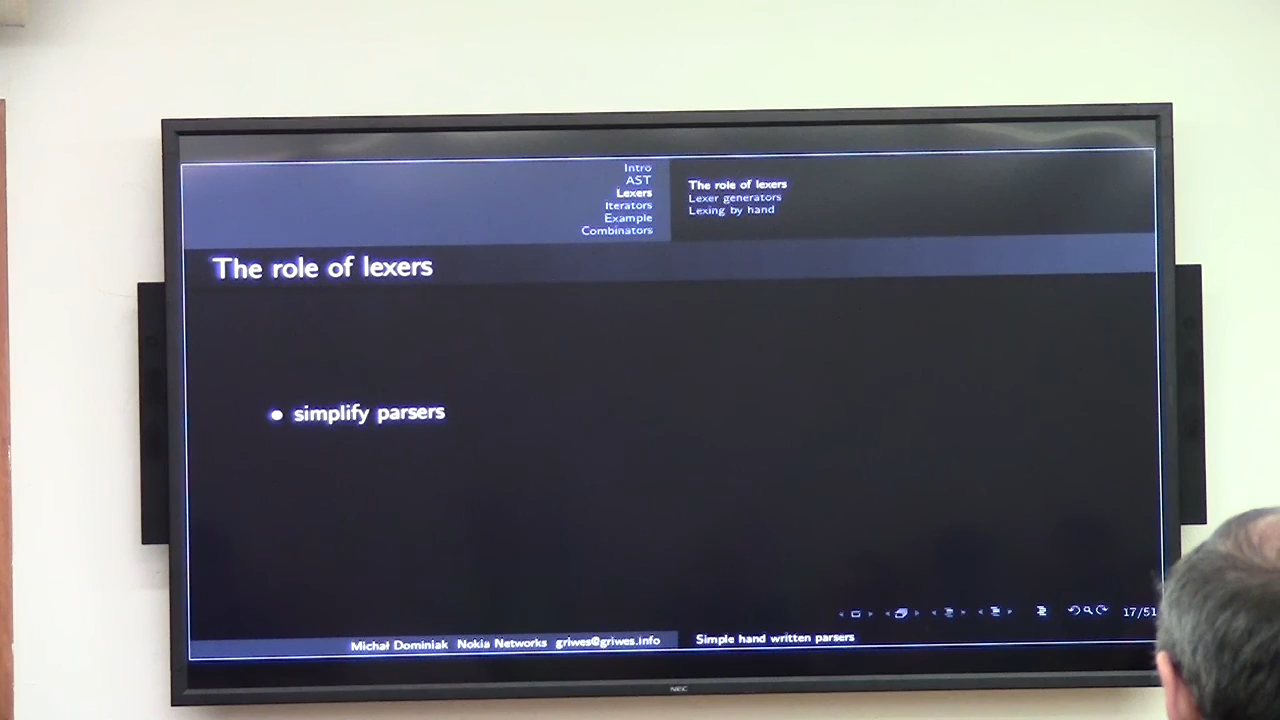 Intro
AST
Lexers
Iterators
Example
Combinators
The role of lexers
Lexer generators
Lexing by hand
The role of lexers
• simplify parsers
17/51
Michał Dominiak Nokia Networks griwes@griwes.info
Simple hand written parsers
NEC